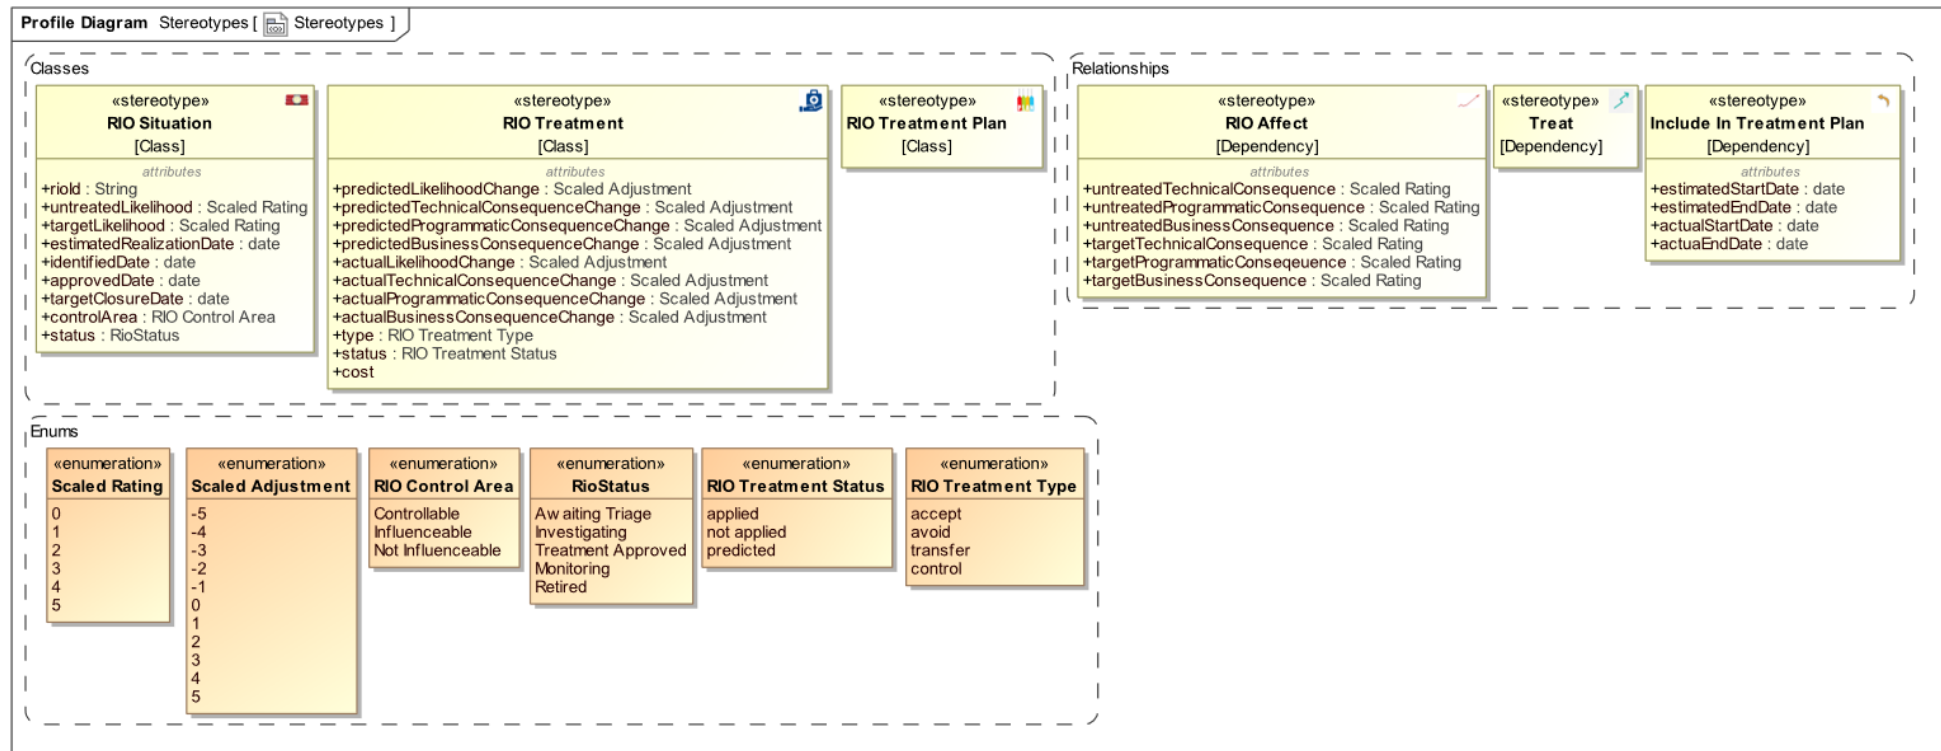 Profile Diagram Stereotypes [ Stereotypes ]
Classes
«stereotype»
RIO Situation
[Class]
attributes
+rioId : String
+untreatedLikelihood : Scaled Rating
+targetLikelihood : Scaled Rating
+estimatedRealizationDate : date
+identifiedDate : date
+approvedDate : date
+targetClosureDate : date
+controlArea : RIO Control Area
+status : RioStatus
«stereotype»
RIO Treatment
[Class]
attributes
+predictedLikelihoodChange : Scaled Adjustment
+predictedTechnicalConsequenceChange : Scaled Adjustment
+predictedProgrammaticConsequenceChange : Scaled Adjustment
+predictedBusinessConsequenceChange : Scaled Adjustment
+actualLikelihoodChange : Scaled Adjustment
+actualTechnicalConsequenceChange : Scaled Adjustment
+actualProgrammaticConsequenceChange : Scaled Adjustment
+actualBusinessConsequenceChange : Scaled Adjustment
+type : RIO Treatment Type
+status : RIO Treatment Status
+cost
«stereotype»
RIO Treatment Plan
[Class]
Relationships
«stereotype»
RIO Affect
[Dependency]
attributes
+untreatedTechnicalConsequence : Scaled Rating
+untreatedProgrammaticConsequence : Scaled Rating
+untreatedBusinessConsequence : Scaled Rating
+targetTechnicalConsequence : Scaled Rating
+targetProgrammaticConseqeuence : Scaled Rating
+targetBusinessConsequence : Scaled Rating
«stereotype»
Treat
[Dependency]
«stereotype»
Include In Treatment Plan
[Dependency]
attributes
+estimatedStartDate : date
+estimatedEndDate : date
+actualStartDate : date
+actuaEndDate : date
Enums
«enumeration»
Scaled Rating
0
1
2
3
4
5
«enumeration»
Scaled Adjustment
-5
-4
-3
-2
-1
0
1
2
3
4
5
«enumeration»
RIO Control Area
Controllable
Influenceable
Not Influenceable
«enumeration»
RioStatus
Awaiting Triage
Investigating
Treatment Approved
Monitoring
Retired
«enumeration»
RIO Treatment Status
applied
not applied
predicted
«enumeration»
RIO Treatment Type
accept
avoid
transfer
control